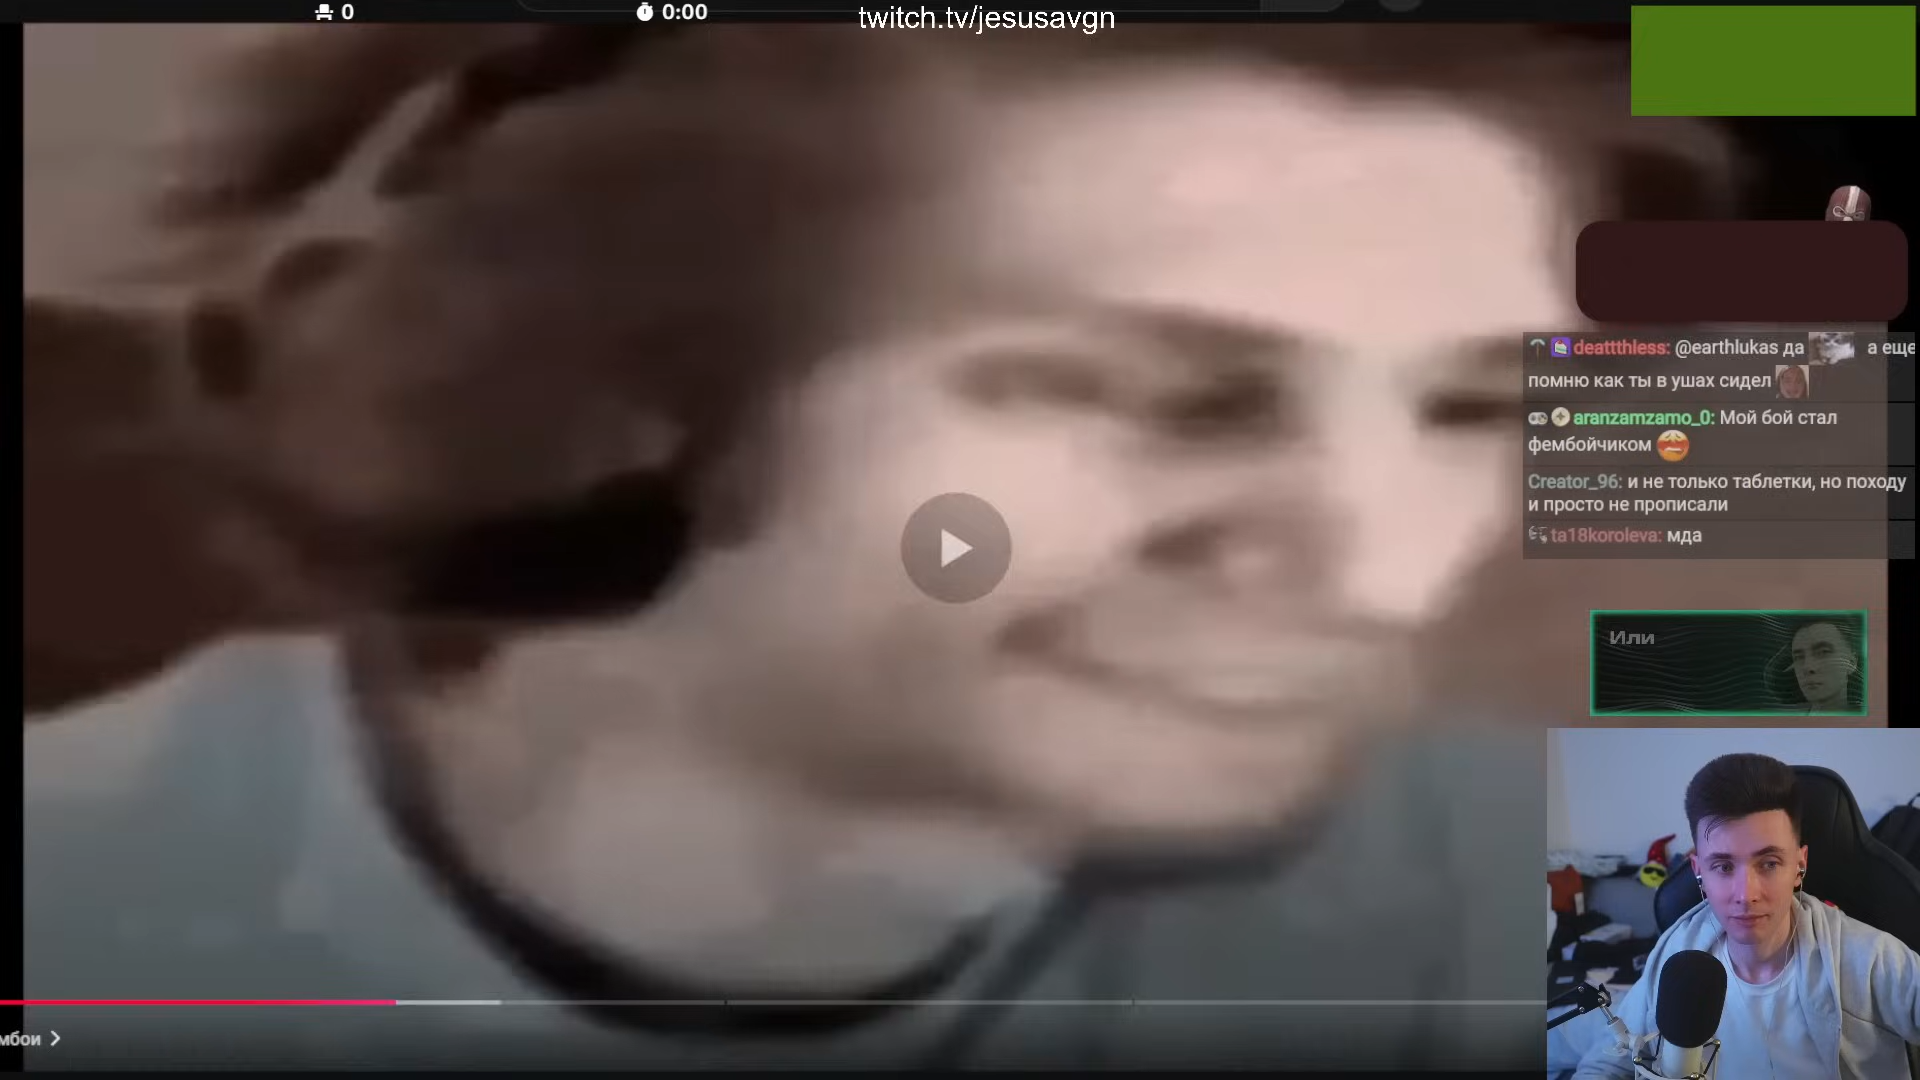 0
0:00
twitch.tv/jesusavgn
deattthless: @earthlukas да а еще
помню как ты в ушах сидел
aranzamzamo_0: Мой бой стал
фембойчиком
Creator_96: и не только таблетки, но походу
и просто не прописали
ta18koroleva: мда
Или
мбои